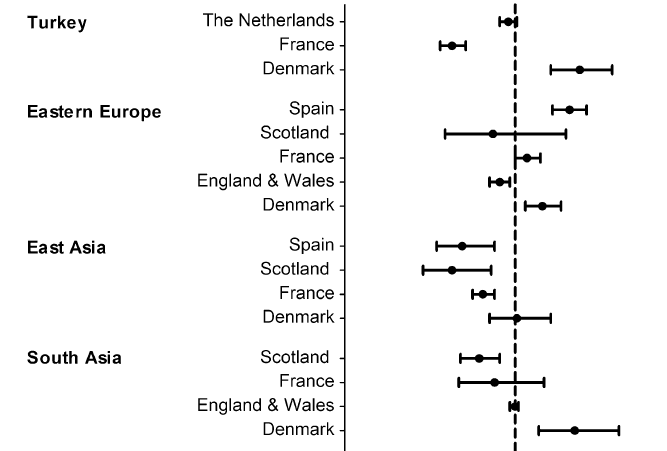 Turkey The Netherlands
France
Denmark
Eastern Europe Spain
Scotland
France
England & Wales
Denmark
East Asia Spain
Scotland
France
Denmark
South Asia Scotland
France
England & Wales
Denmark